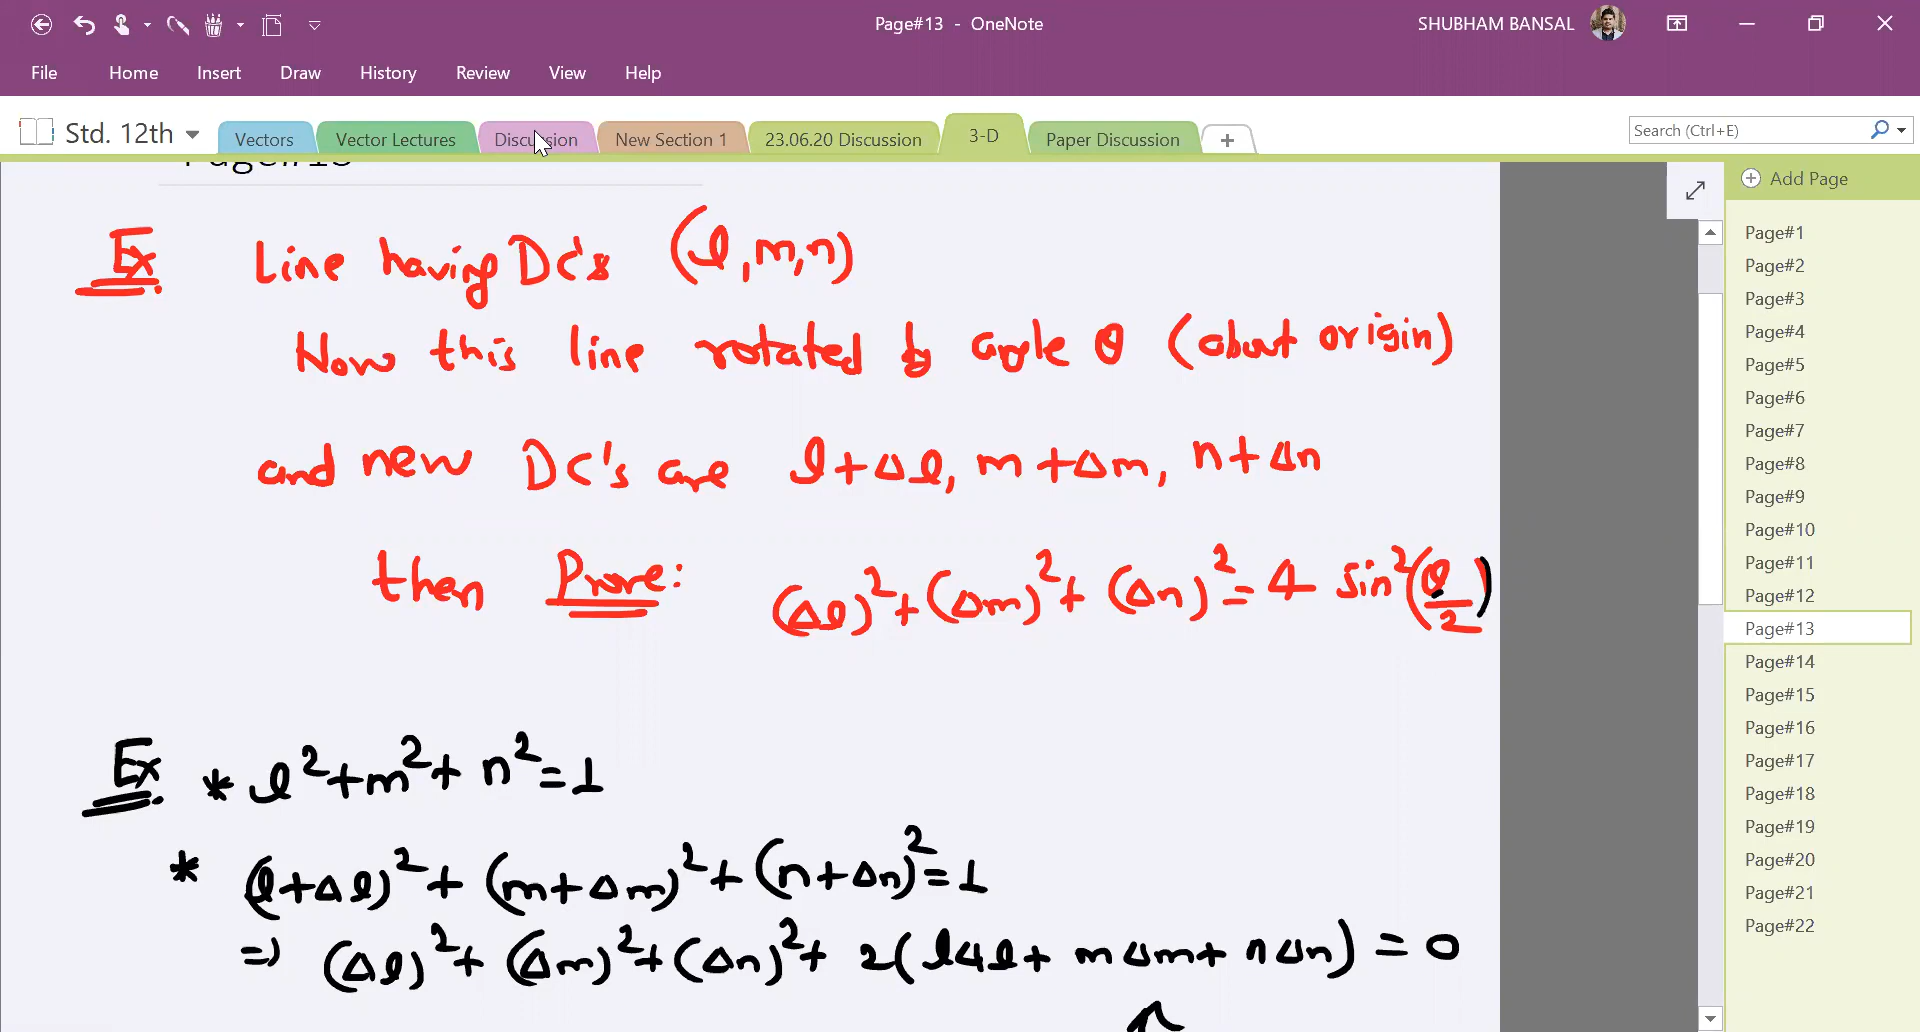 Page#13 - OneNote
SHUBHAM BANSAL
File Home Insert Draw History Review View Help
Std. 12th
Vectors Vector Lectures Discussion New Section 1 23.06.20 Discussion 3-D Paper Discussion +
Search (Ctrl+E)
Page#13
Ex Line having DC's (l, m, n)
Now this line rotated by angle θ (about origin)
and new DC's are l+Δl, m+Δm, n+Δn
then Prove: (Δl)²+(Δm)²+(Δn)²=4 sin²(θ/2)
Ex * l²+m²+n²=1
* (l+Δl)²+(m+Δm)²+(n+Δn)²=1
=) (Δl)²+(Δm)²+(Δn)²+ 2(lΔl+ mΔm+ nΔn) = 0
Add Page
Page#1
Page#2
Page#3
Page#4
Page#5
Page#6
Page#7
Page#8
Page#9
Page#10
Page#11
Page#12
Page#13
Page#14
Page#15
Page#16
Page#17
Page#18
Page#19
Page#20
Page#21
Page#22